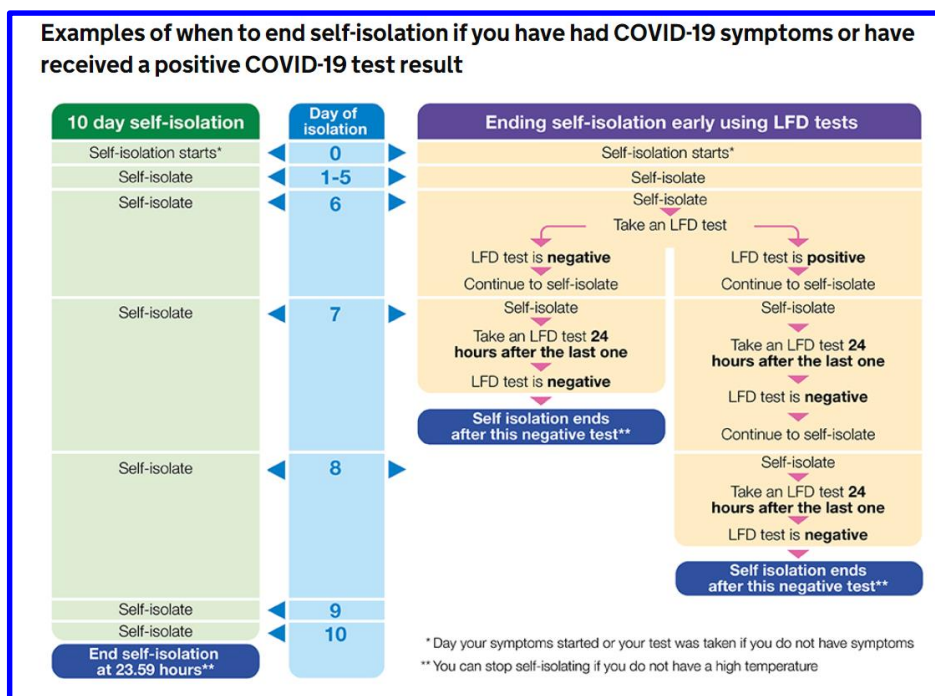 Examples of when to end self-isolation if you have had COVID-19 symptoms or have
received a positive COVID-19 test result
10 day self-isolation
Day of
isolation
Ending self-isolation early using LFD tests
Self-isolation starts*
0
Self-isolation starts*
Self-isolate
1-5
Self-isolate
Self-isolate
6
Self-isolate
Take an LFD test
LFD test is negative
Continue to self-isolate
LFD test is positive
Continue to self-isolate
Self-isolate
7
Self-isolate
Take an LFD test 24
hours after the last one
LFD test is negative
Self isolation ends
after this negative test**
Self-isolate
Take an LFD test 24
hours after the last one
LFD test is negative
Continue to self-isolate
Self-isolate
8
Self-isolate
Take an LFD test 24
hours after the last one
LFD test is negative
Self isolation ends
after this negative test**
Self-isolate
9
Self-isolate
10
End self-isolation
at 23.59 hours**
* Day your symptoms started or your test was taken if you do not have symptoms
** You can stop self-isolating if you do not have a high temperature